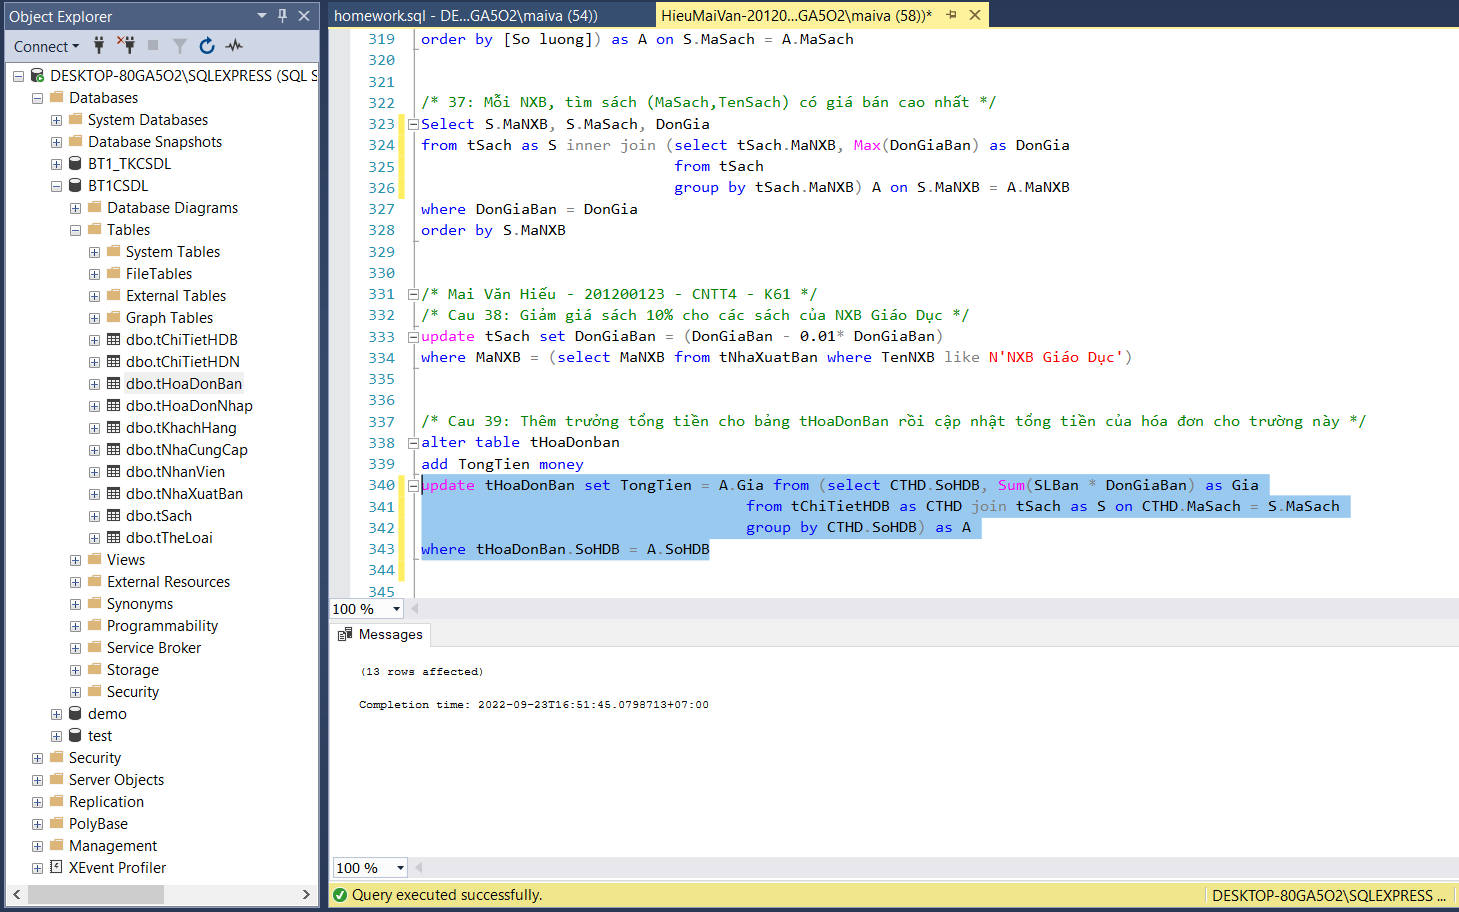 Object Explorer
Connect
DESKTOP-80GA5O2\SQLEXPRESS (SQL S
Databases
System Databases
Database Snapshots
BT1_TKCSDL
BT1CSDL
Database Diagrams
Tables
System Tables
FileTables
External Tables
Graph Tables
dbo.tChiTietHDB
dbo.tChiTietHDN
dbo.tHoaDonBan
dbo.tHoaDonNhap
dbo.tKhachHang
dbo.tNhaCungCap
dbo.tNhanVien
dbo.tNhaXuatBan
dbo.tSach
dbo.tTheLoai
Views
External Resources
Synonyms
Programmability
Service Broker
Storage
Security
demo
test
Security
Server Objects
Replication
PolyBase
Management
XEvent Profiler
homework.sql - DE...GA5O2\maiva (54))
HieuMaiVan-20120...GA5O2\maiva (58))*
319 order by [So luong]) as A on S.MaSach = A.MaSach
320
321
322 /* 37: Mỗi NXB, tìm sách (MaSach,TenSach) có giá bán cao nhất */
323 Select S.MaNXB, S.MaSach, DonGia
324 from tSach as S inner join (select tSach.MaNXB, Max(DonGiaBan) as DonGia
325 from tSach
326 group by tSach.MaNXB) A on S.MaNXB = A.MaNXB
327 where DonGiaBan = DonGia
328 order by S.MaNXB
329
330
331 /* Mai Văn Hiếu - 201200123 - CNTT4 - K61 */
332 /* Cau 38: Giảm giá sách 10% cho các sách của NXB Giáo Dục */
333 update tSach set DonGiaBan = (DonGiaBan - 0.01* DonGiaBan)
334 where MaNXB = (select MaNXB from tNhaXuatBan where TenNXB like N'NXB Giáo Dục')
335
336
337 /* Cau 39: Thêm trưởng tổng tiền cho bảng tHoaDonBan rồi cập nhật tổng tiền của hóa đơn cho trường này */
338 alter table tHoaDonban
339 add TongTien money
340 update tHoaDonBan set TongTien = A.Gia from (select CTHD.SoHDB, Sum(SLBan * DonGiaBan) as Gia
341 from tChiTietHDB as CTHD join tSach as S on CTHD.MaSach = S.MaSach
342 group by CTHD.SoHDB) as A
343 where tHoaDonBan.SoHDB = A.SoHDB
344
345
100 %
Messages
(13 rows affected)
Completion time: 2022-09-23T16:51:45.0798713+07:00
100 %
Query executed successfully.
DESKTOP-80GA5O2\SQLEXPRESS ...